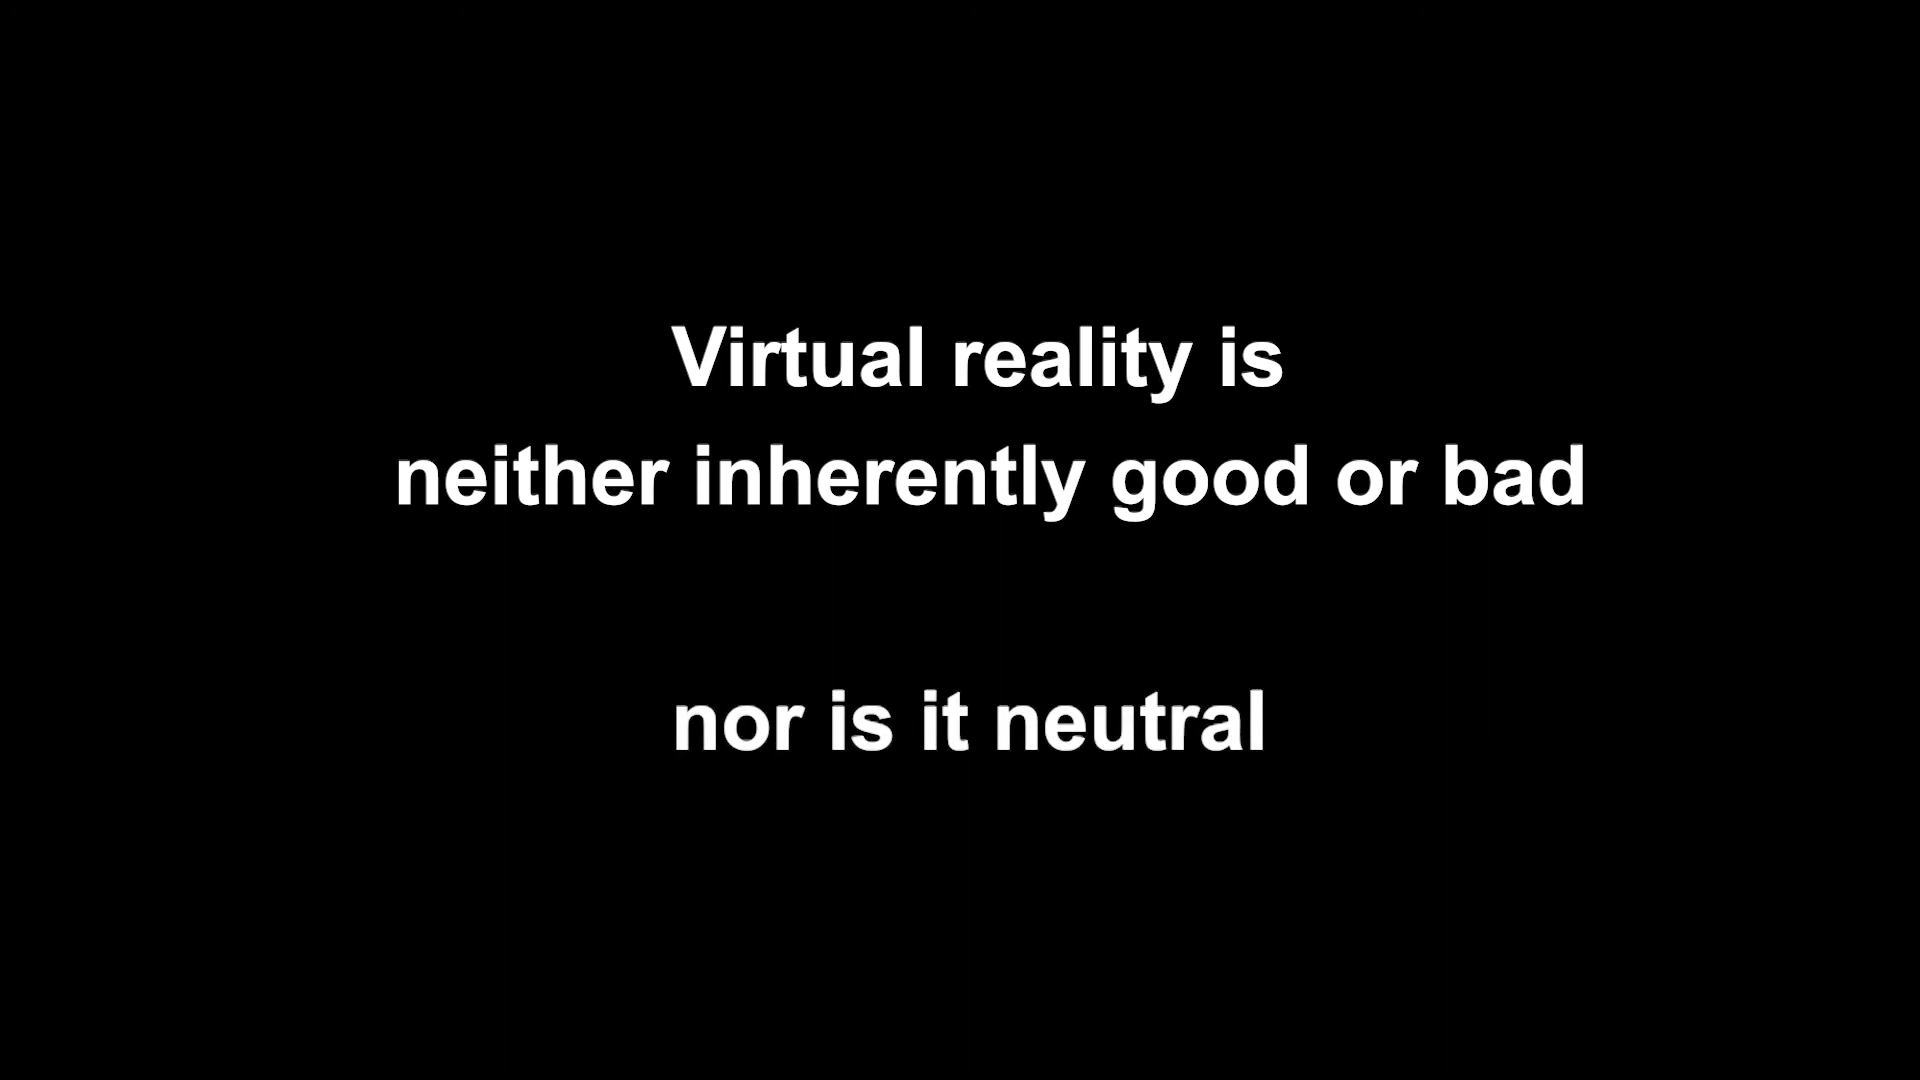 Virtual reality is
neither inherently good or bad
nor is it neutral